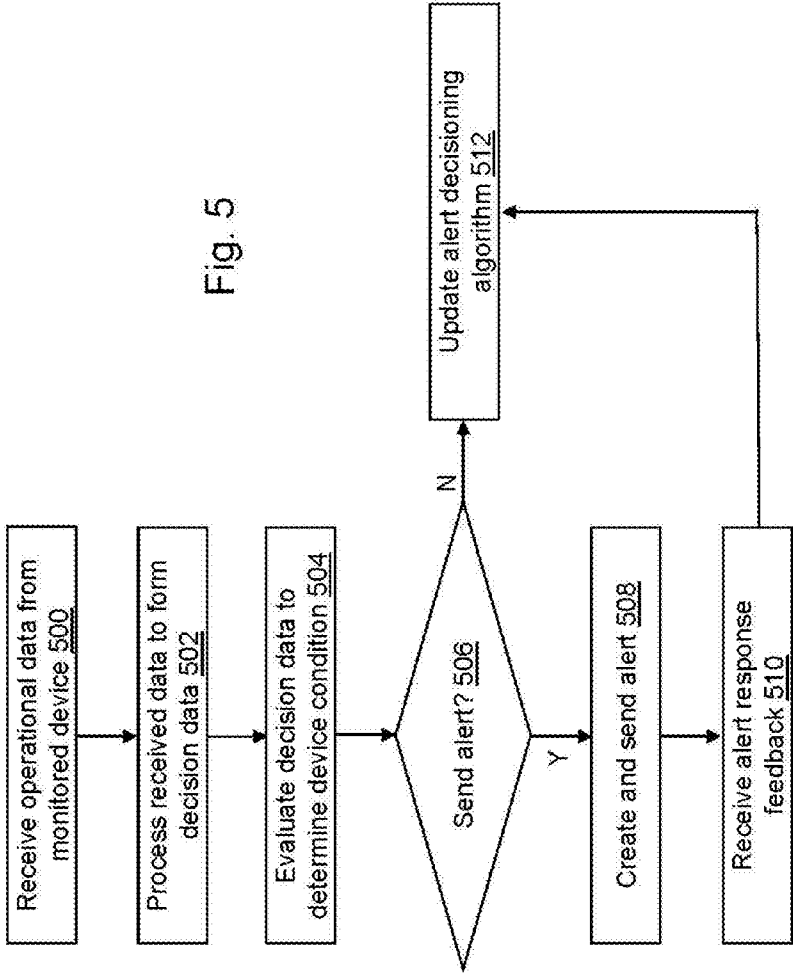 Receive operational data from
monitored device 500
Process received data to form
decision data 502
Evaluate decision data to
determine device condition 504
Send alert? 506
N
Update alert decisioning
algorithm 512
Y
Create and send alert 508
Receive alert response
feedback 510
Fig. 5